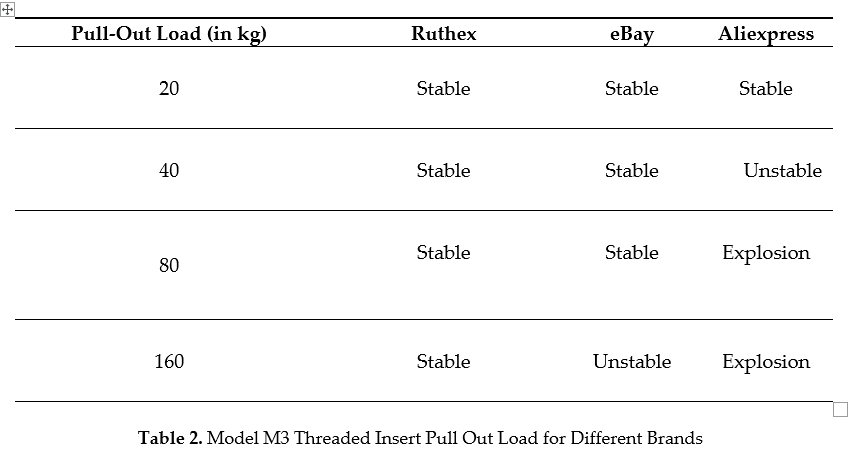 Pull-Out Load (in kg) Ruthex eBay Aliexpress
20 Stable Stable Stable
40 Stable Stable Unstable
80 Stable Stable Explosion
160 Stable Unstable Explosion
Table 2. Model M3 Threaded Insert Pull Out Load for Different Brands